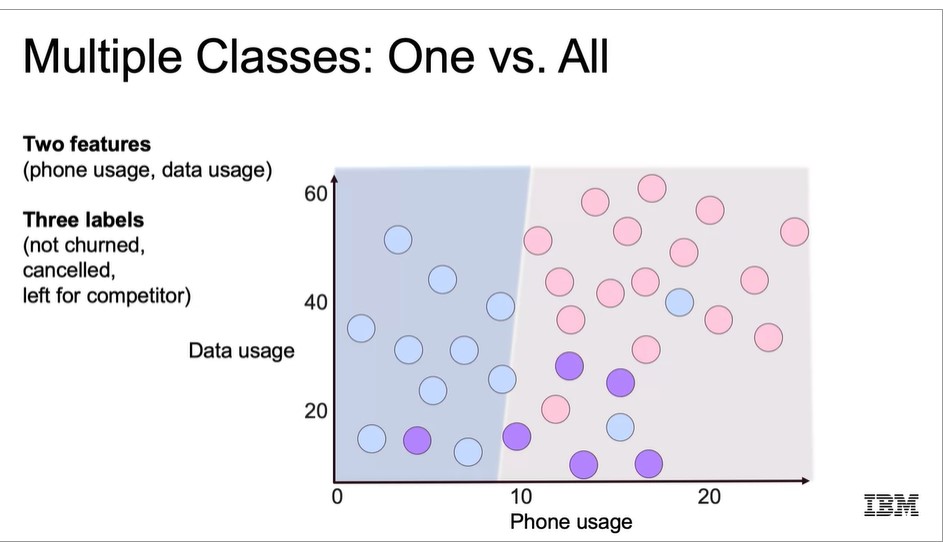 Multiple Classes: One vs. All
Two features
(phone usage, data usage)
Three labels
(not churned,
cancelled,
left for competitor)
Data usage
60
40
20
0
10
20
Phone usage
IBM